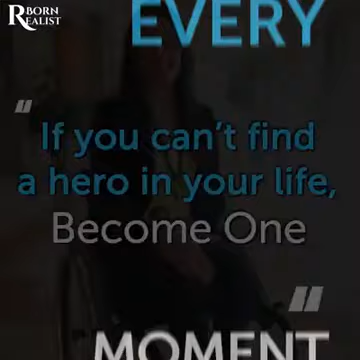 BORN
REALIST
EVERY
“
If you can’t find
a hero in your life,
Become One
”
MOMENT